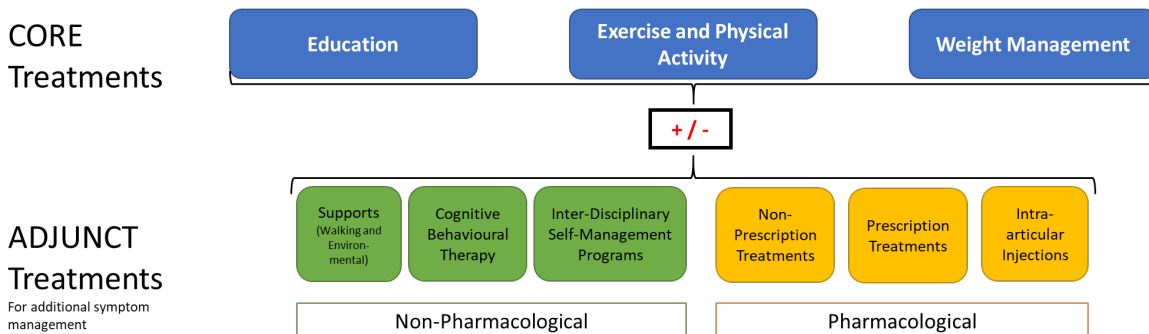 CORE
Treatments
Education
Exercise and Physical
Activity
Weight Management
+ / -
ADJUNCT
Treatments
For additional symptom
management
Supports
(Walking and
Environ-
mental)
Cognitive
Behavioural
Therapy
Inter-Disciplinary
Self-Management
Programs
Non-
Prescription
Treatments
Prescription
Treatments
Intra-
articular
Injections
Non-Pharmacological
Pharmacological